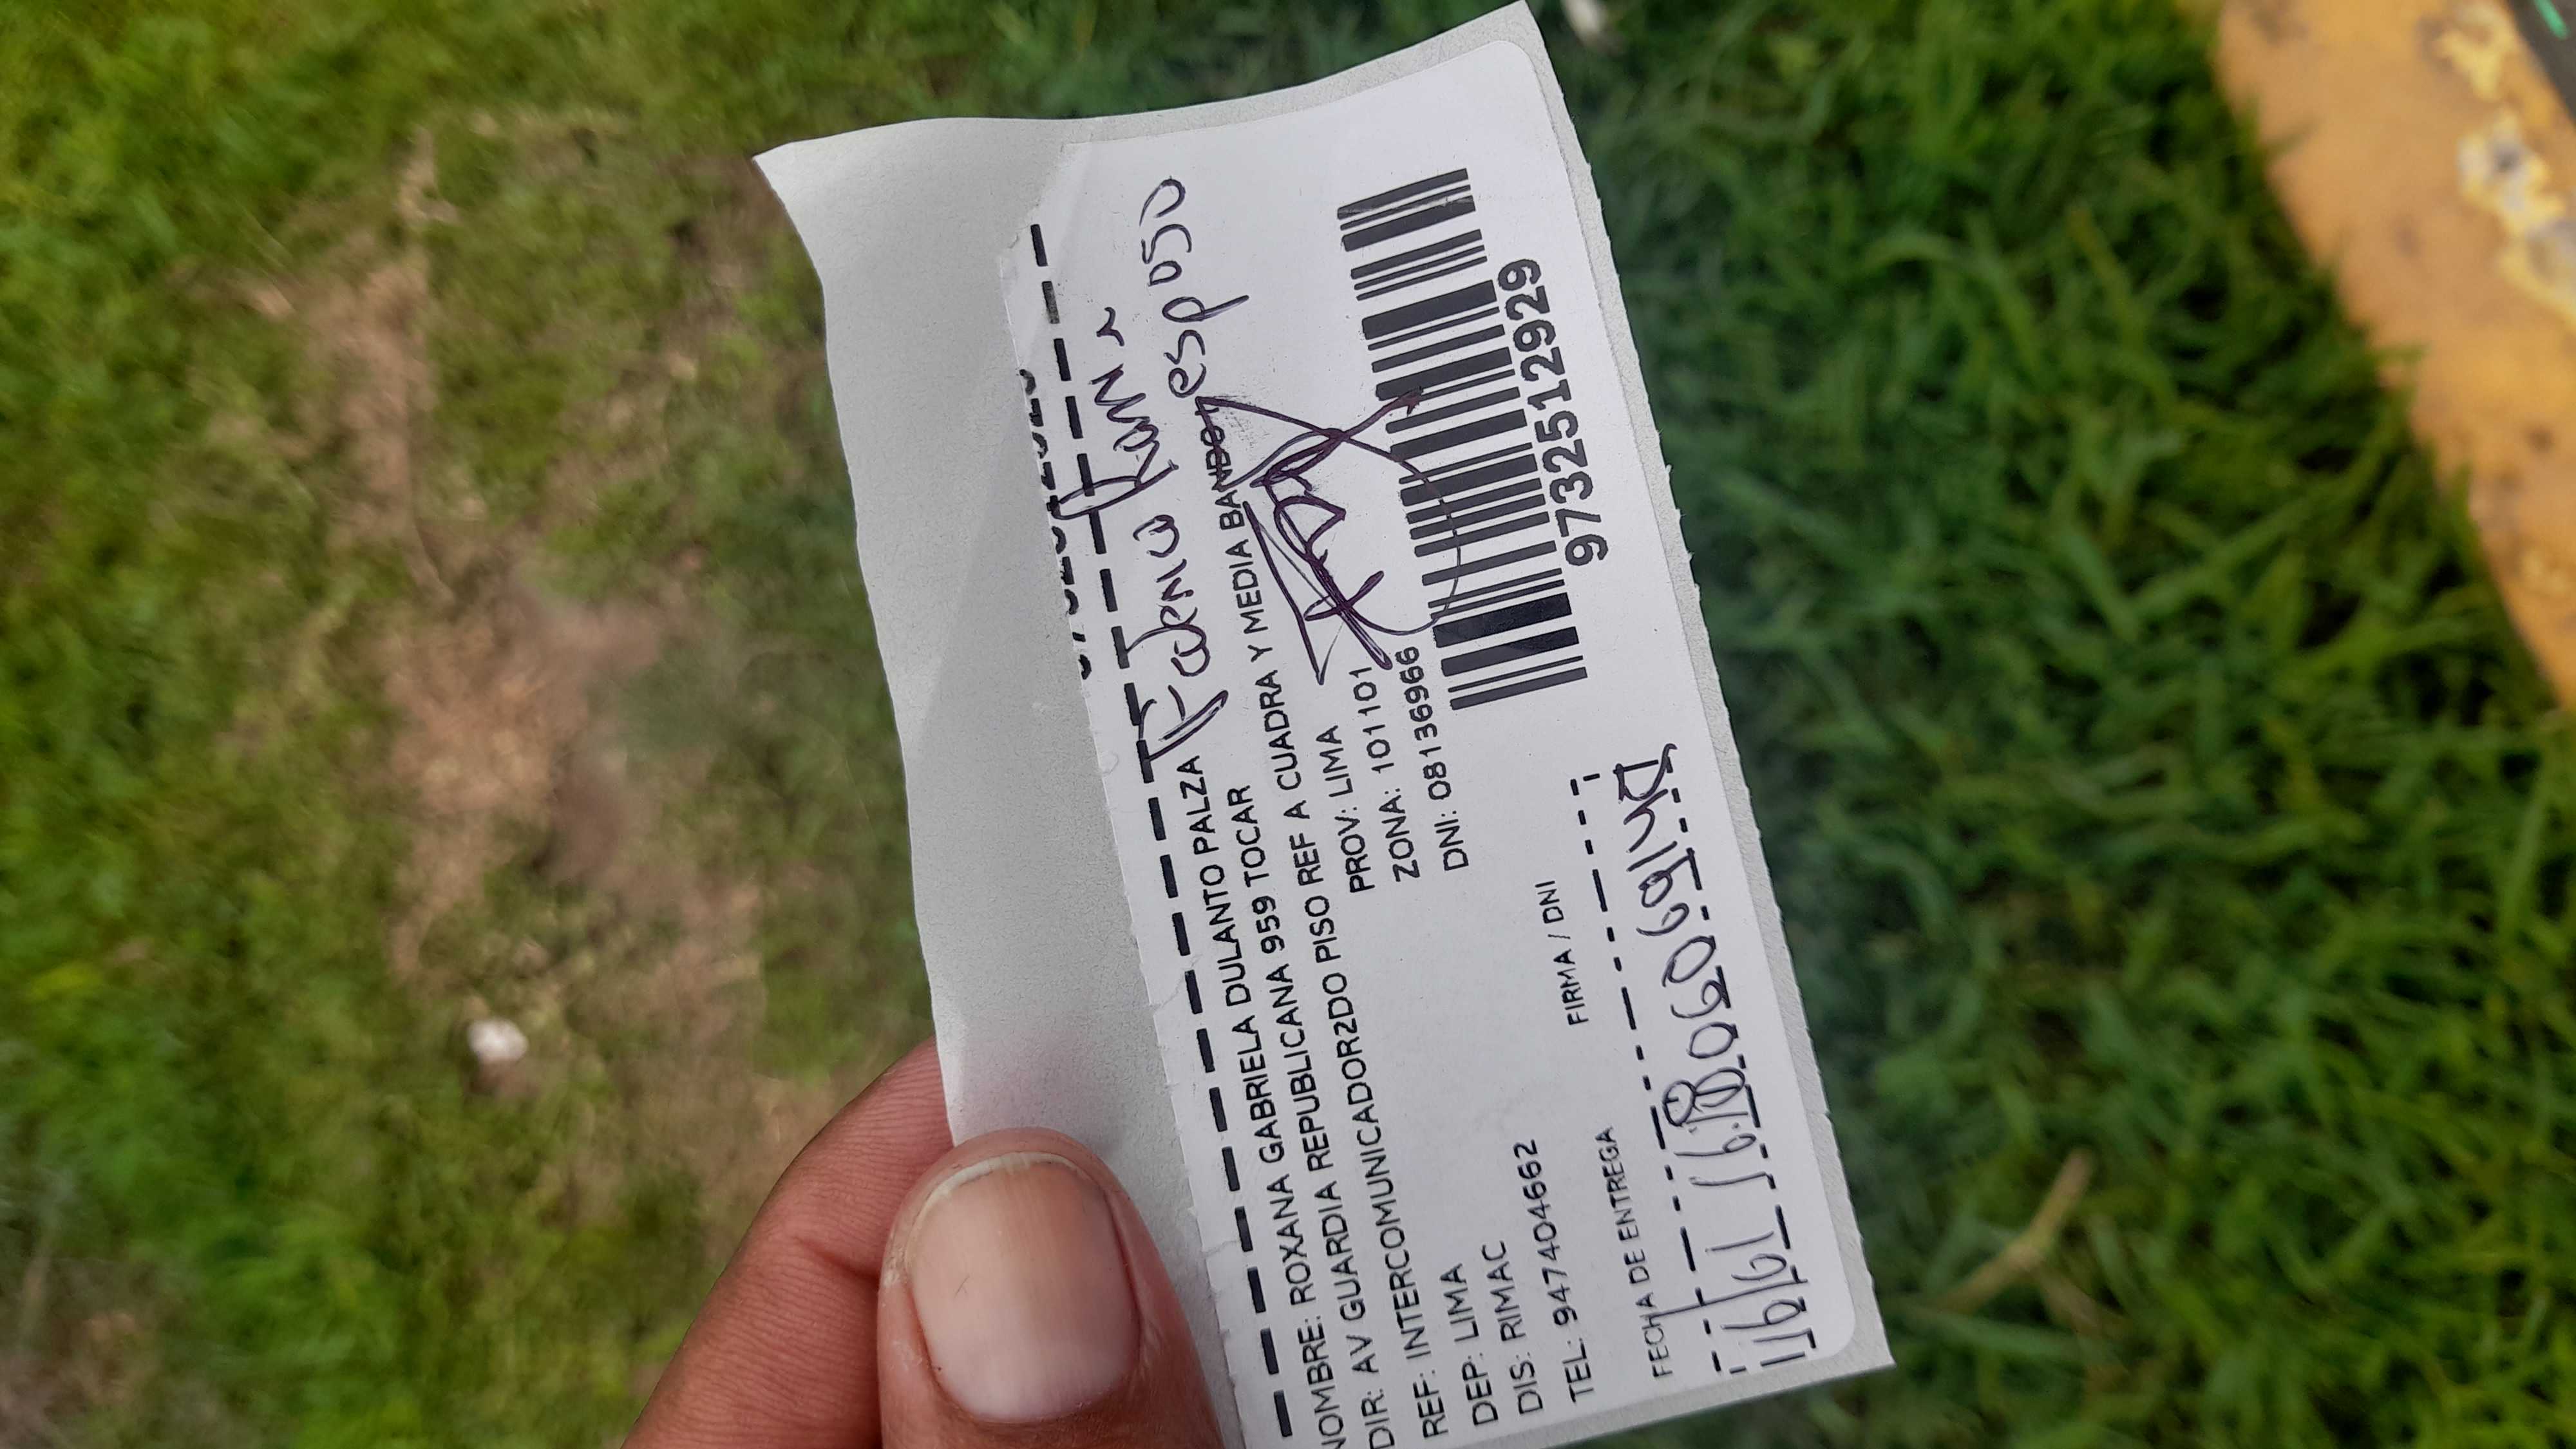 esposo
NOMBRE: ROXANA GABRIELA DULANTO PALZA
DIR: AV GUARDIA REPUBLICANA 959 TOCAR
REF: INTERCOMUNICADOR2DO PISO REF A CUADRA Y MEDIA BANDO
DEP: LIMA PROV: LIMA
DIS: RIMAC ZONA: 101101
TEL: 947404662 DNI: 08136966
9732512929
FECHA DE ENTREGA FIRMA / DNI